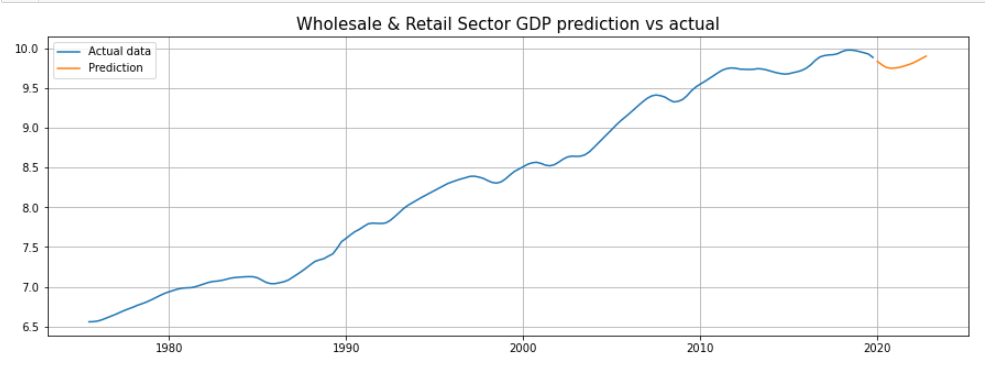 Wholesale & Retail Sector GDP prediction vs actual
Actual data
Prediction
10.0
9.5
9.0
8.5
8.0
7.5
7.0
6.5
1980 1990 2000 2010 2020